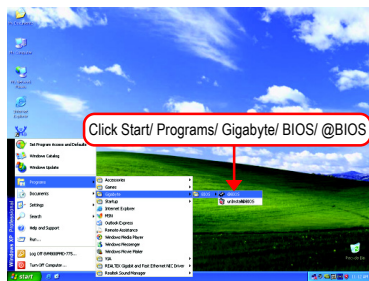 Click Start/ Programs/ Gigabyte/ BIOS/ @BIOS
Set Program Access and Defaults
Windows Catalog
Windows Update
Programs
Documents
Settings
Search
Help and Support
Run...
Turn Off Computer...
Windows XP Professional
start
Accessories
Games
Gigabyte
Startup
Internet Explorer
MSN
Outlook Express
Remote Assistance
Windows Media Player
Windows Messenger
Windows Movie Maker
VIA
REALTEK Gigabit and Fast Ethernet NIC Driver
Realtek Sound Manager
BIOS
@BIOS
Recycle Bin